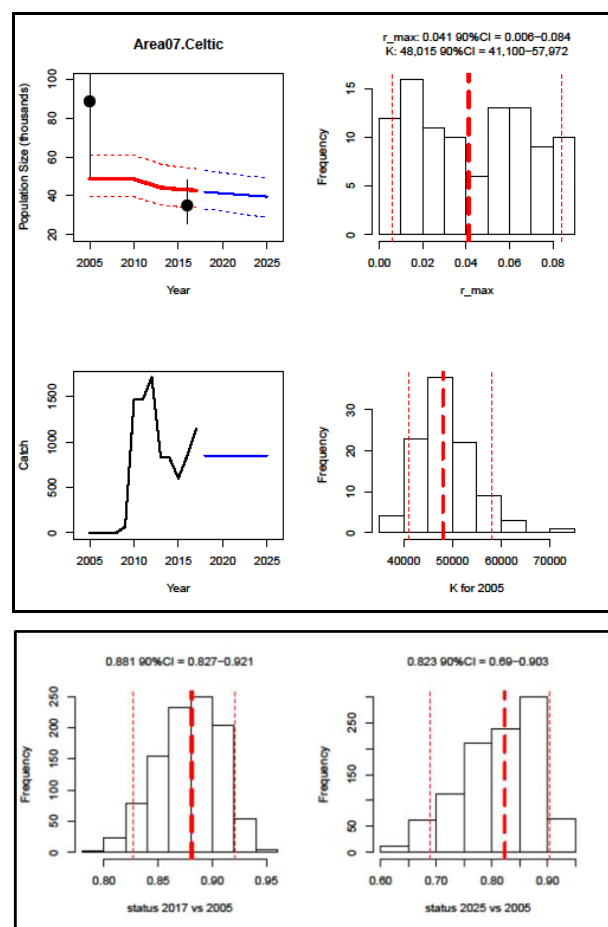 Area07.Celtic
Population Size (thousands)
100
80
60
40
20
2005 2010 2015 2020 2025
Year
r_max: 0.041 90%CI = 0.006–0.084
K: 48,015 90%CI = 41,100–57,972
Frequency
15
10
5
0
0.00 0.02 0.04 0.06 0.08
r_max
Catch
1500
1000
500
0
2005 2010 2015 2020 2025
Year
Frequency
30
20
10
0
40000 50000 60000 70000
K for 2005
0.881 90%CI = 0.827–0.921
Frequency
250
150
50
0
0.80 0.85 0.90 0.95
status 2017 vs 2005
0.823 90%CI = 0.69–0.903
Frequency
250
150
50
0
0.60 0.70 0.80 0.90
status 2025 vs 2005